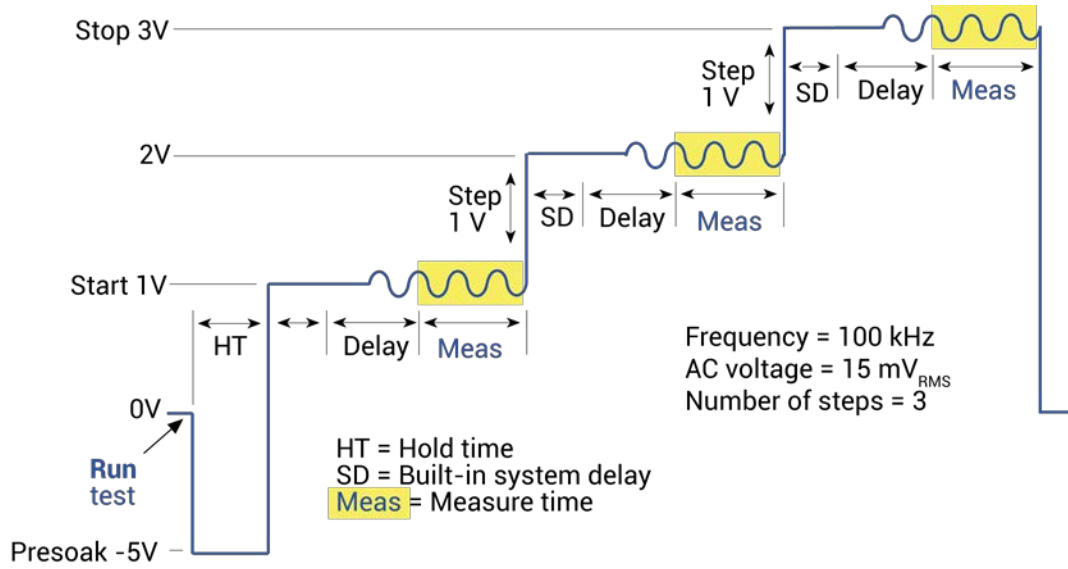 Stop 3V
Step
1 V
SD
Delay
Meas
2V
Step
1 V
SD
Delay
Meas
Start 1V
HT
Delay
Meas
Frequency = 100 kHz
AC voltage = 15 mVRMS
Number of steps = 3
0V
Run
test
HT = Hold time
SD = Built-in system delay
Meas = Measure time
Presoak -5V